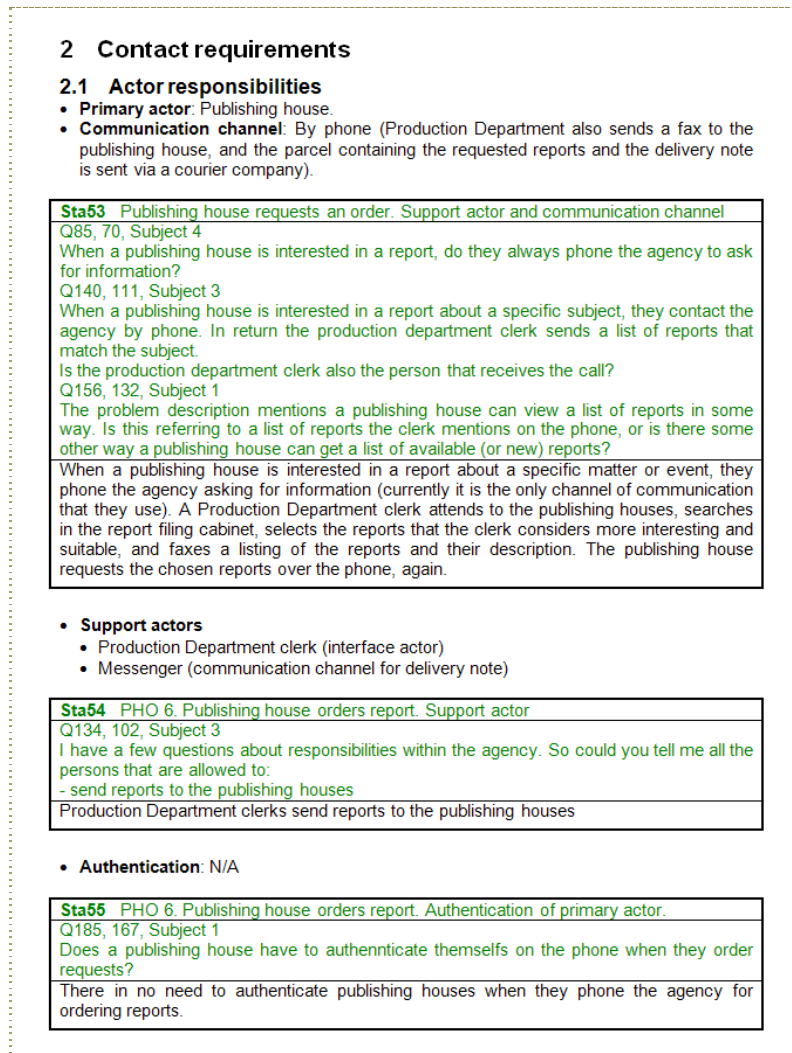 2 Contact requirements
2.1 Actor responsibilities
• Primary actor: Publishing house.
• Communication channel: By phone (Production Department also sends a fax to the
publishing house, and the parcel containing the requested reports and the delivery note
is sent via a courier company).
Sta53 Publishing house requests an order. Support actor and communication channel
Q85, 70, Subject 4
When a publishing house is interested in a report, do they always phone the agency to ask
for information?
Q140, 111, Subject 3
When a publishing house is interested in a report about a specific subject, they contact the
agency by phone. In return the production department clerk sends a list of reports that
match the subject.
Is the production department clerk also the person that receives the call?
Q156, 132, Subject 1
The problem description mentions a publishing house can view a list of reports in some
way. Is this referring to a list of reports the clerk mentions on the phone, or is there some
other way a publishing house can get a list of available (or new) reports?
When a publishing house is interested in a report about a specific matter or event, they
phone the agency asking for information (currently it is the only channel of communication
that they use). A Production Department clerk attends to the publishing houses, searches
in the report filing cabinet, selects the reports that the clerk considers more interesting and
suitable, and faxes a listing of the reports and their description. The publishing house
requests the chosen reports over the phone, again.
• Support actors
• Production Department clerk (interface actor)
• Messenger (communication channel for delivery note)
Sta54 PHO 6. Publishing house orders report. Support actor
Q134, 102, Subject 3
I have a few questions about responsibilities within the agency. So could you tell me all the
persons that are allowed to:
- send reports to the publishing houses
Production Department clerks send reports to the publishing houses
• Authentication: N/A
Sta55 PHO 6. Publishing house orders report. Authentication of primary actor.
Q185, 167, Subject 1
Does a publishing house have to authennticate themselfs on the phone when they order
requests?
There in no need to authenticate publishing houses when they phone the agency for
ordering reports.